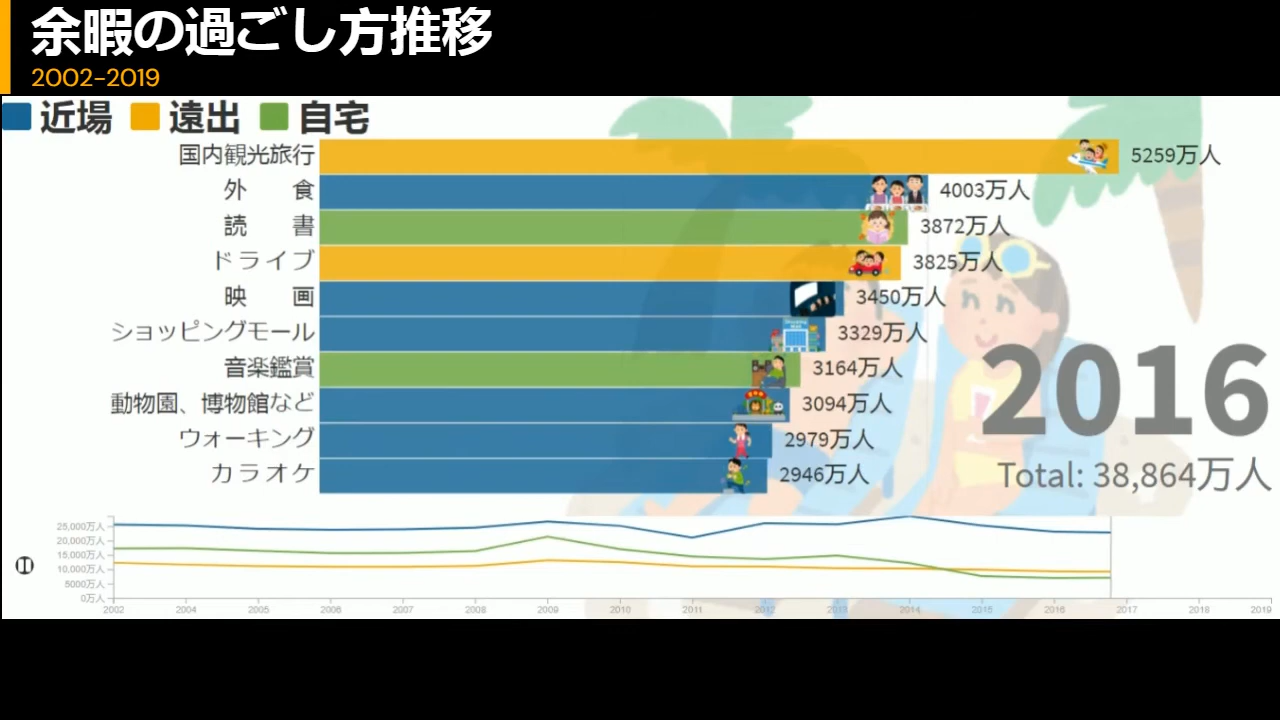 余暇の過ごし方推移
2002-2019
近場 遠出 自宅
国内観光旅行 5259万人
外 食 4003万人
読 書 3872万人
ドライブ 3825万人
映 画 3450万人
ショッピングモール 3329万人
音楽鑑賞 3164万人
動物園、博物館など 3094万人
ウォーキング 2979万人
カラオケ 2946万人
2016
Total: 38,864万人
25,000万人
20,000万人
15,000万人
10,000万人
5000万人
0万人
2002 2004 2005 2006 2007 2008 2009 2010 2011 2012 2013 2014 2015 2016 2017 2018 2019